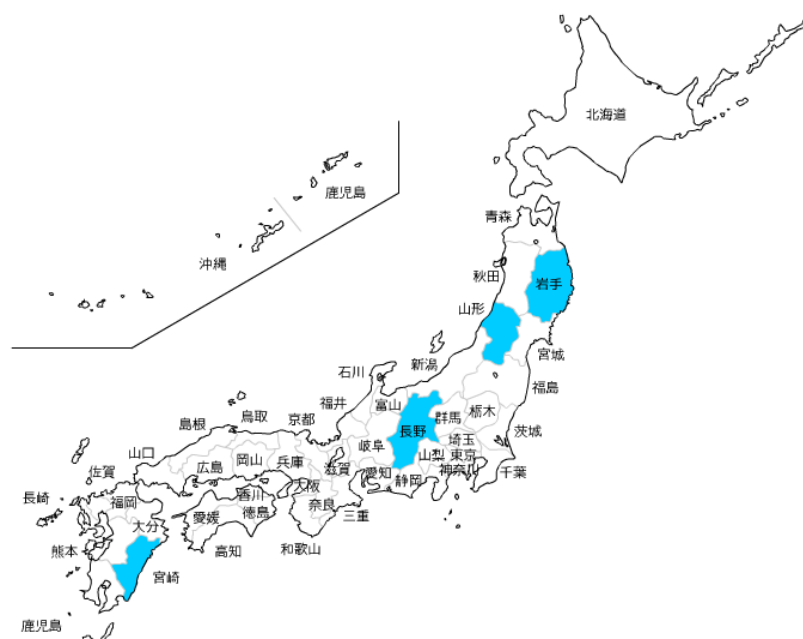 北海道
鹿児島
青森
沖縄
秋田
岩手
山形
宮城
新潟
石川
福島
福井
富山
群馬
栃木
鳥取
京都
島根
長野
茨城
岐阜
埼玉
山口
広島
岡山
兵庫
滋賀
愛知
山梨
東京
佐賀
神奈川
静岡
千葉
大阪
香川
長崎
福岡
奈良
愛媛
徳島
三重
大分
熊本
高知
和歌山
宮崎
鹿児島